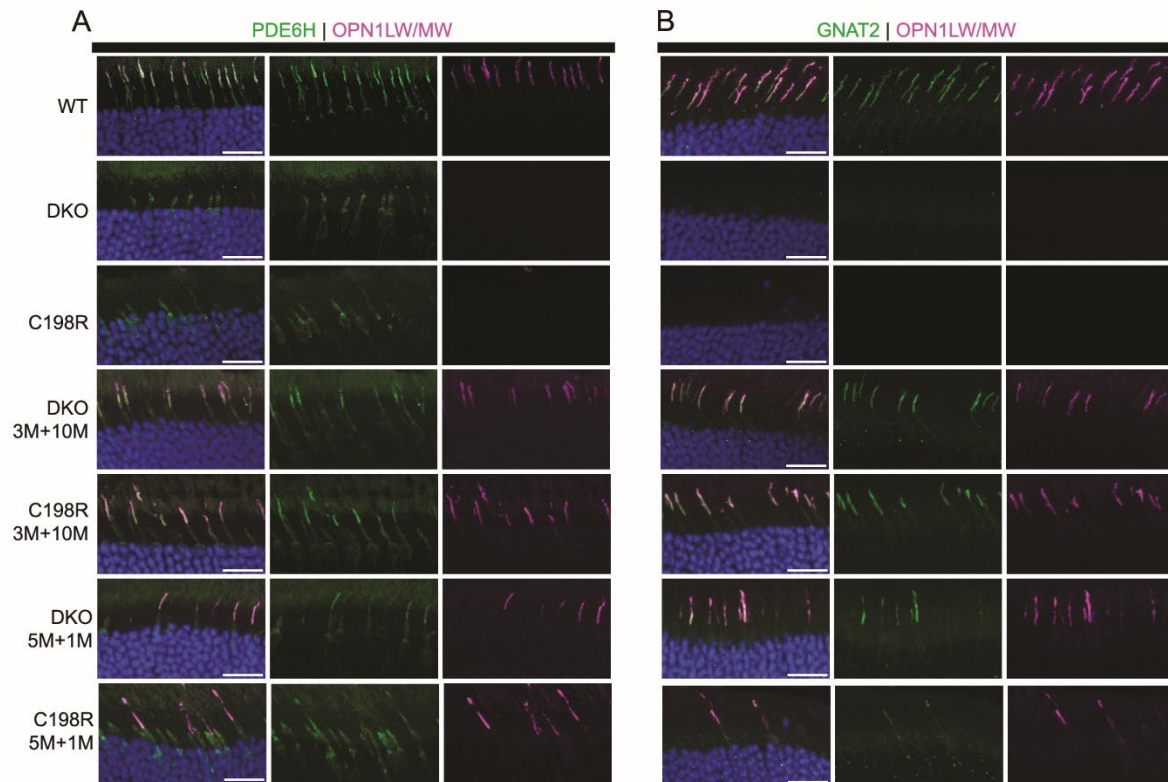 A
PDE6H | OPN1LW/MW
B
GNAT2 | OPN1LW/MW
WT
DKO
C198R
DKO
3M+10M
C198R
3M+10M
DKO
5M+1M
C198R
5M+1M